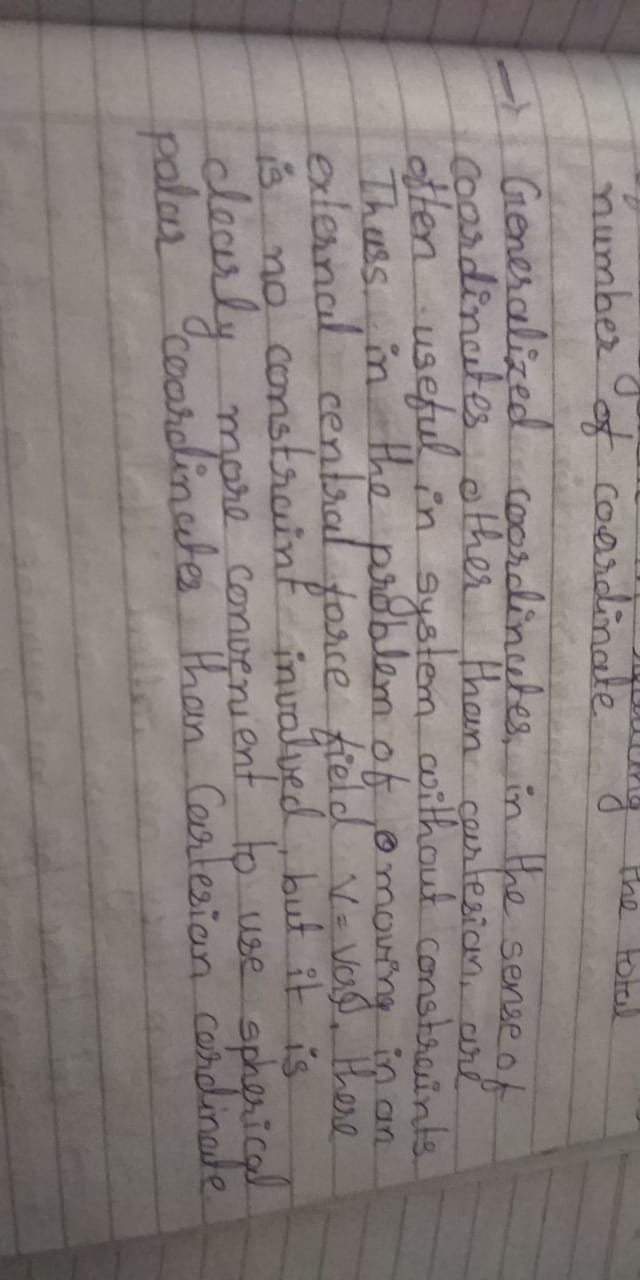 the total
number of coordinate
→ Generalized coordinates, in the sense of
coordinates other than cartesian, are
often useful in system without constraints
Thus, in the problem of moving in an
external central force field there
is no constraint involved, but it is
clearly more convenient to use spherical
polar coordinates than Cartesian cordinate